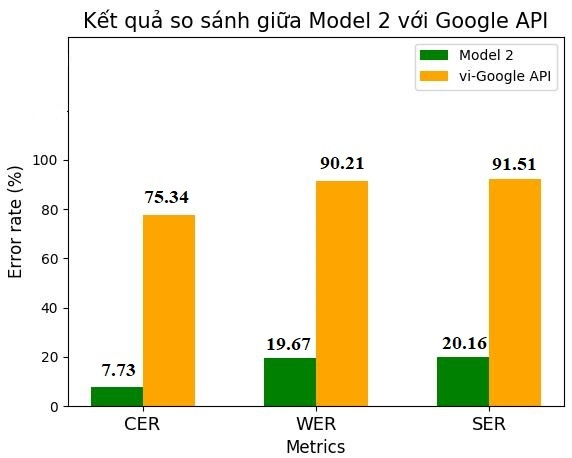 Kết quả so sánh giữa Model 2 với Google API
Model 2
vi-Google API
Error rate (%)
100
80
60
40
20
0
7.73
75.34
19.67
90.21
20.16
91.51
CER
WER
SER
Metrics